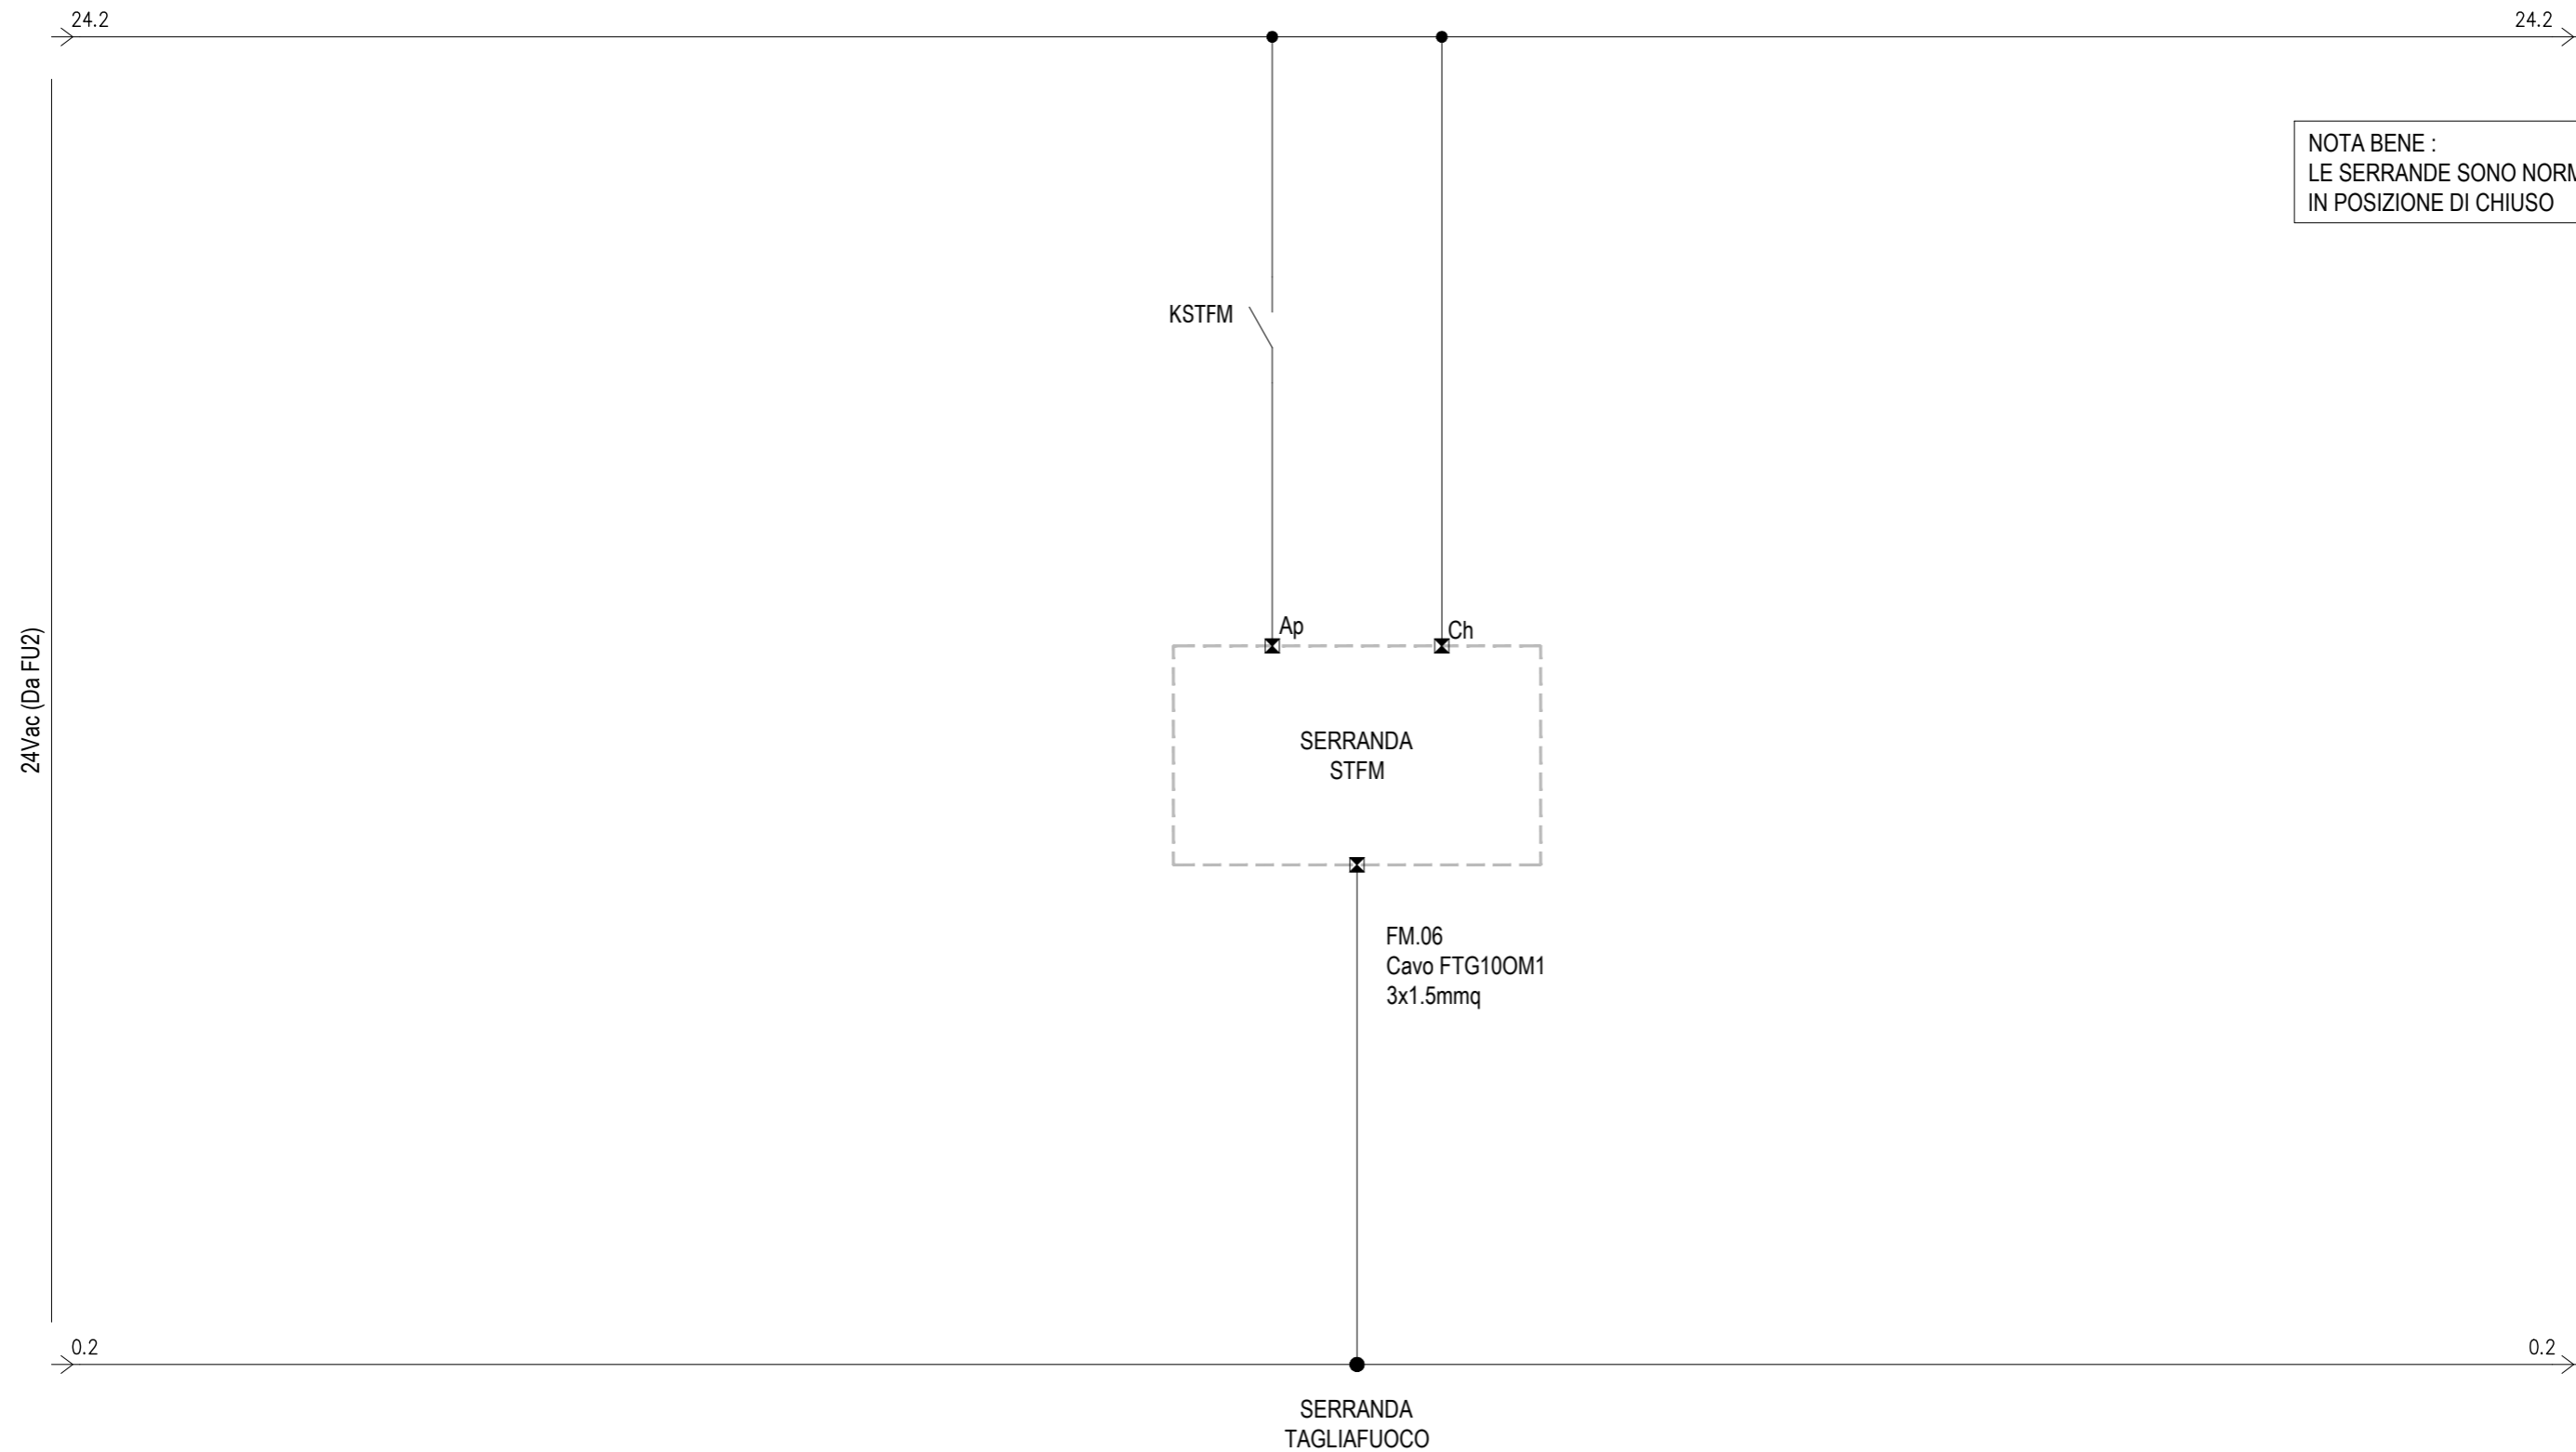 24.2
24.2
NOTA BENE :
LE SERRANDE SONO
IN POSIZIONE DI CHIUSO
KSTFM
Ap
Ch
24Vac (Da FU2)
SERRANDA
STFM
FM.06
Cavo FTG10OM1
3x1.5mmq
0.2
0.2
SERRANDA
TAGLIAFUOCO